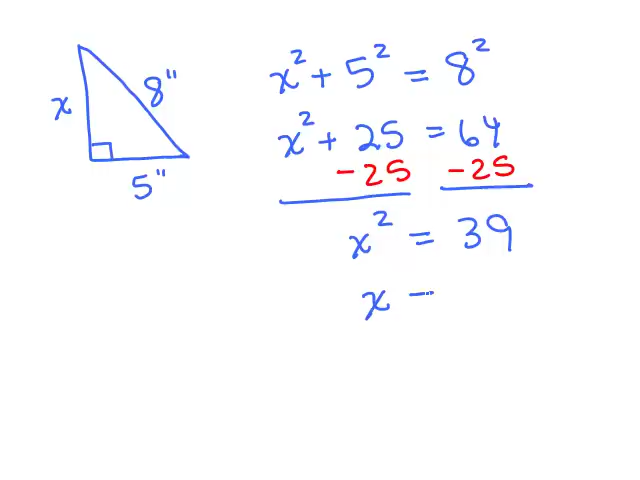 x
8"
5"
x² + 5² = 8²
x² + 25 = 64
-25 -25
x² = 39
x -